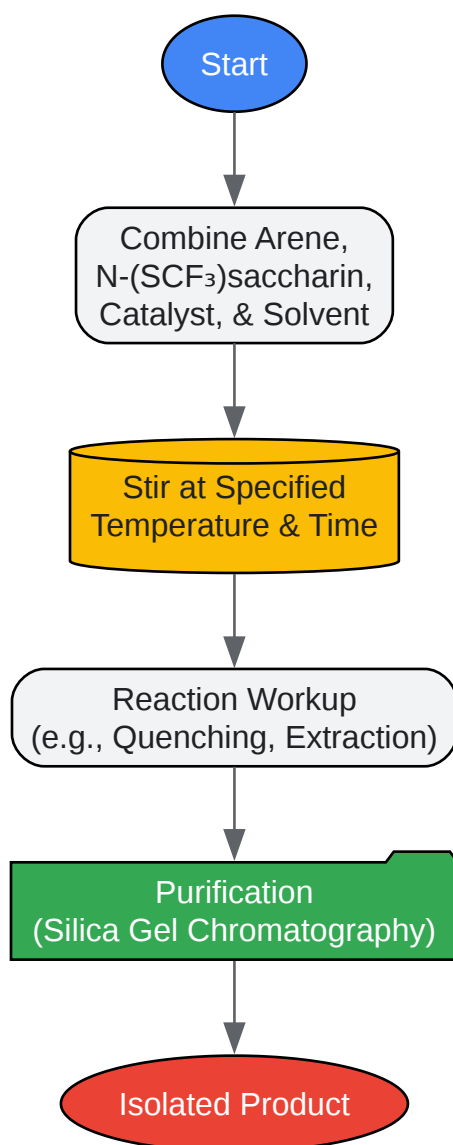 Start
Combine Arene,
N-(SCF₃)saccharin,
Catalyst, & Solvent
Stir at Specified
Temperature & Time
Reaction Workup
(e.g., Quenching, Extraction)
Purification
(Silica Gel Chromatography)
Isolated Product